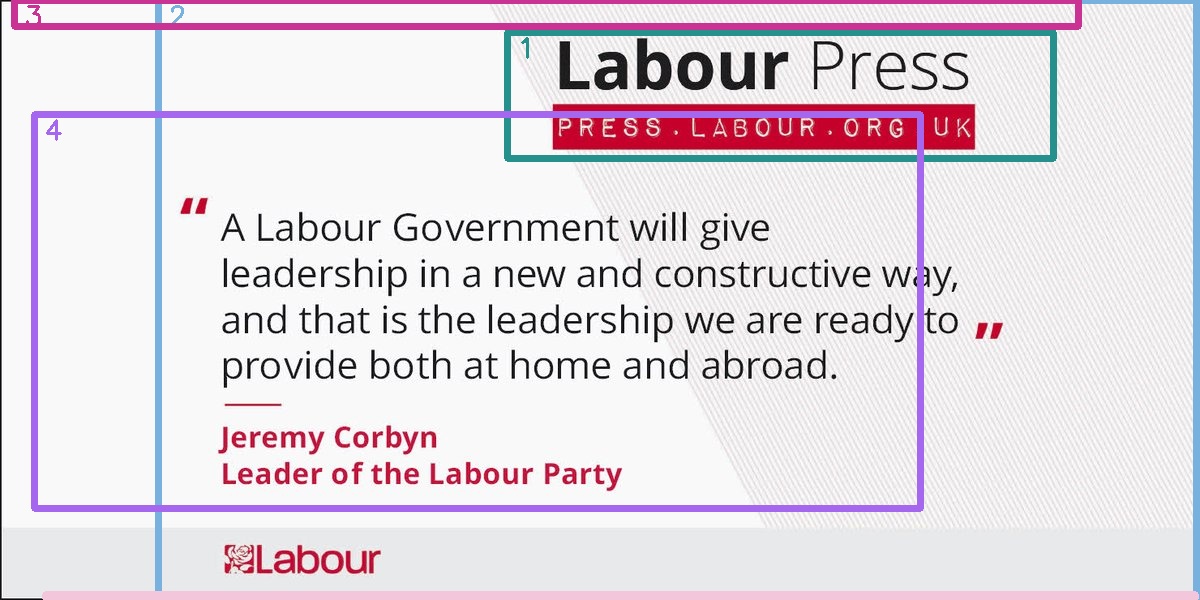 Labour Press
PRESS.LABOUR.ORG UK
“ A Labour Government will give
leadership in a new and constructive way,
and that is the leadership we are ready to ”
provide both at home and abroad.
Jeremy Corbyn
Leader of the Labour Party
Labour